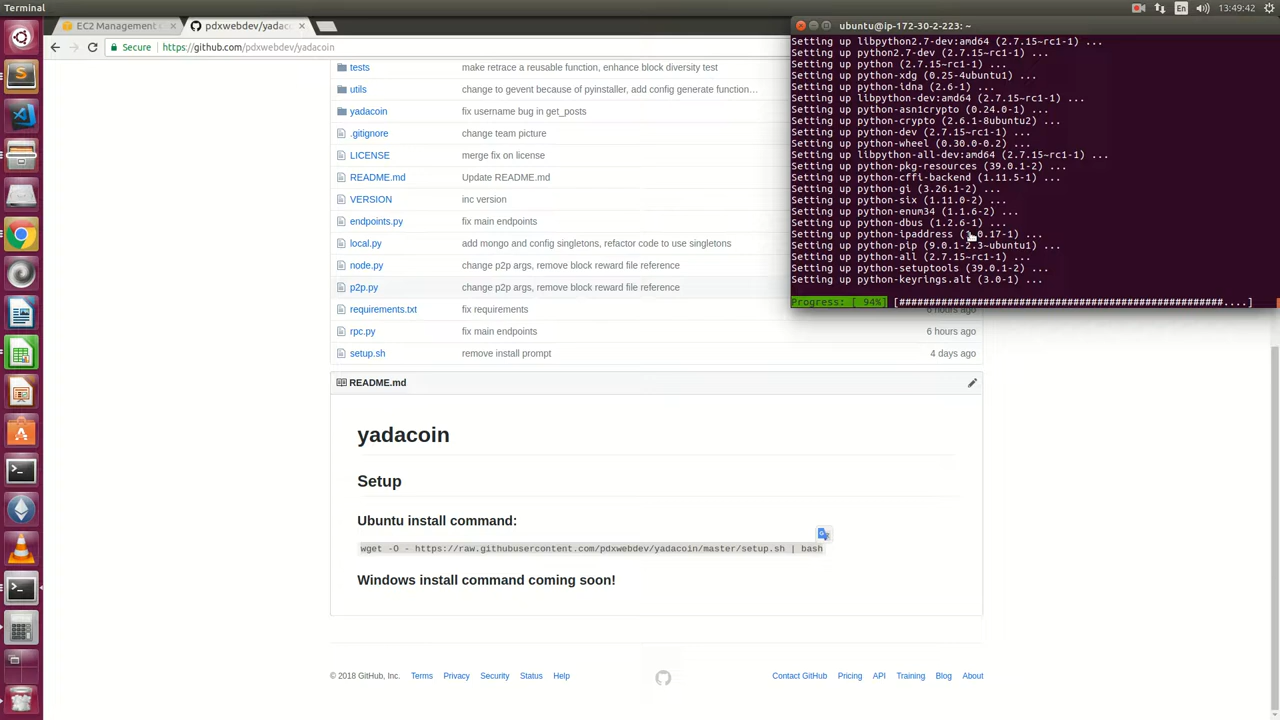 Terminal
En
13:49:42
EC2 Management C
pdxwebdev/yadaco
ubuntu@ip-172-30-2-223: ~
Secure
https://github.com/pdxwebdev/yadacoin
tests make retrace a reusable function, enhance block diversity test
utils change to gevent because of pyinstaller, add config generate function…
yadacoin fix username bug in get_posts
.gitignore change team picture
LICENSE merge fix on license
README.md Update README.md
VERSION inc version
endpoints.py fix main endpoints
local.py add mongo and config singletons, refactor code to use singletons
node.py change p2p args, remove block reward file reference
p2p.py change p2p args, remove block reward file reference
requirements.txt fix requirements 6 hours ago
rpc.py fix main endpoints 6 hours ago
setup.sh remove install prompt 4 days ago
Setting up libpython2.7-dev:amd64 (2.7.15~rc1-1) ...
Setting up python2.7-dev (2.7.15~rc1-1) ...
Setting up python (2.7.15~rc1-1) ...
Setting up python-xdg (0.25-4ubuntu1) ...
Setting up python-idna (2.6-1) ...
Setting up libpython-dev:amd64 (2.7.15~rc1-1) ...
Setting up python-asn1crypto (0.24.0-1) ...
Setting up python-crypto (2.6.1-8ubuntu2) ...
Setting up python-dev (2.7.15~rc1-1) ...
Setting up python-wheel (0.30.0-0.2) ...
Setting up libpython-all-dev:amd64 (2.7.15~rc1-1) ...
Setting up python-pkg-resources (39.0.1-2) ...
Setting up python-cffi-backend (1.11.5-1) ...
Setting up python-gi (3.26.1-2) ...
Setting up python-six (1.11.0-2) ...
Setting up python-enum34 (1.1.6-2) ...
Setting up python-dbus (1.2.6-1) ...
Setting up python-ipaddress (1.0.17-1) ...
Setting up python-pip (9.0.1-2.3~ubuntu1) ...
Setting up python-all (2.7.15~rc1-1) ...
Setting up python-setuptools (39.0.1-2) ...
Setting up python-keyrings.alt (3.0-1) ...
Progress: [ 94%] [########################################################....]
README.md
yadacoin
Setup
Ubuntu install command:
wget -O - https://raw.githubusercontent.com/pdxwebdev/yadacoin/master/setup.sh | bash
Windows install command coming soon!
© 2018 GitHub, Inc. Terms Privacy Security Status Help
Contact GitHub Pricing API Training Blog About